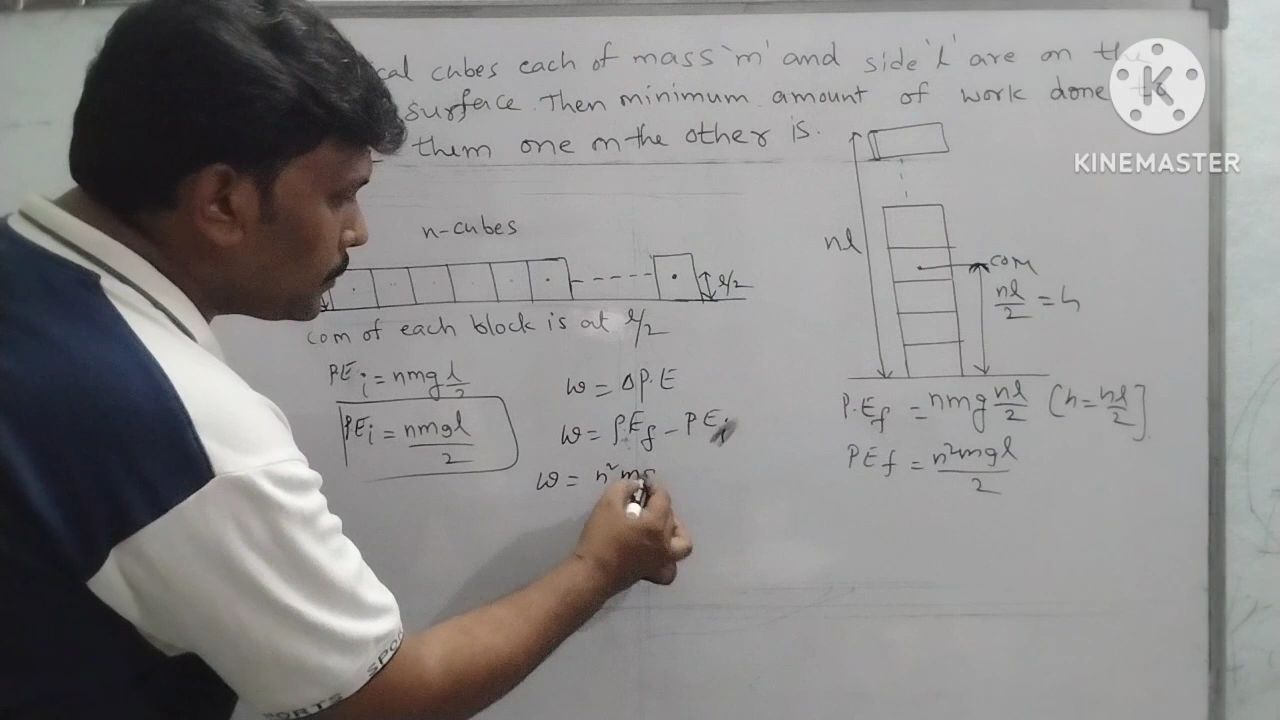 cal cubes each of mass 'm' and side 'l' are on the
surface. Then minimum amount of work done to
them one on the other is.
KINEMASTER
n-cubes
l/2
com of each block is at l/2
PEi = nmg l/2
PEi = nmgl/2
w = ΔP.E
w = P.Ef - PEi
w = n²mg
nl
com
nl/2 = h
P.Ef = nmg nl/2 (h = nl/2]
PEf = n²mgl/2
SPO
ORTS